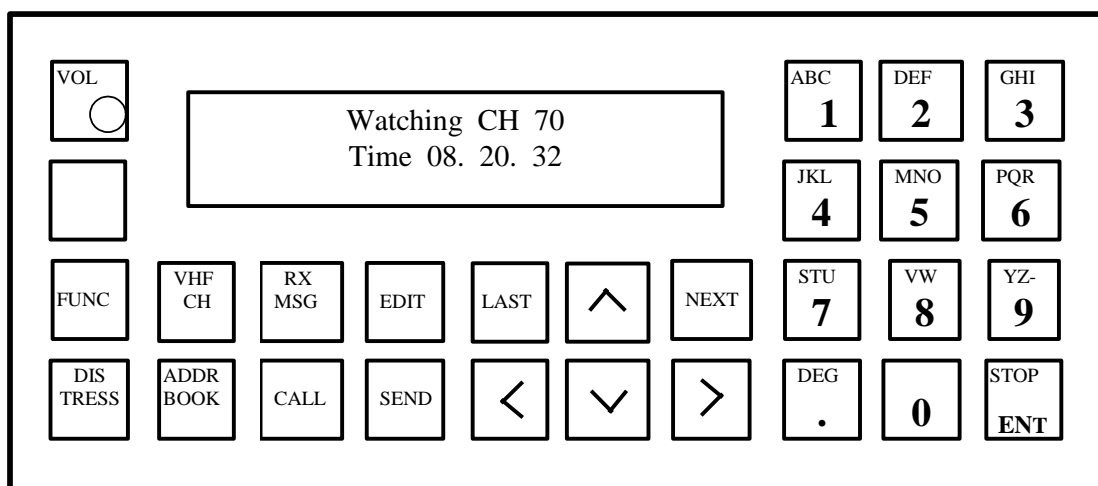 VOL
Watching CH 70
Time 08. 20. 32
ABC
1
DEF
2
GHI
3
JKL
4
MNO
5
PQR
6
FUNC
VHF
CH
RX
MSG
EDIT
LAST
NEXT
STU
7
VW
8
YZ-
9
DIS
TRESS
ADDR
BOOK
CALL
SEND
DEG
.
0
STOP
ENT